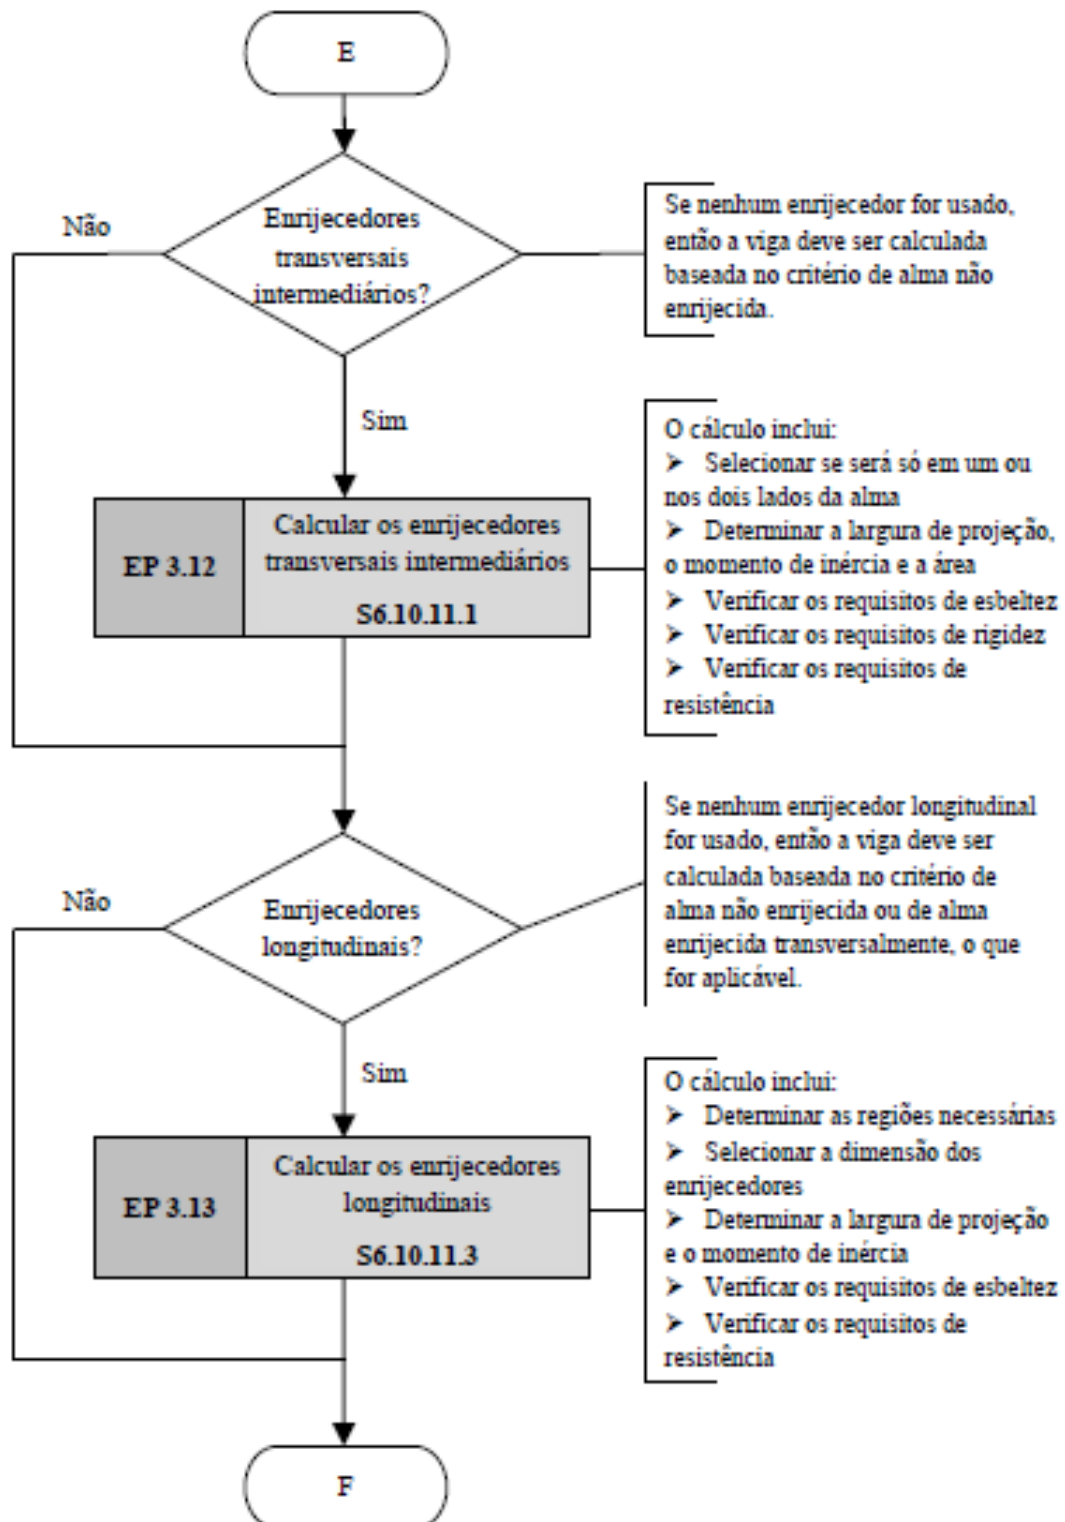 E
Não
Enrijecedores
transversais
intermediários?
Se nenhum enrijecedor for usado,
então a viga deve ser calculada
baseada no critério de alma não
enrijecida.
Sim
EP 3.12
Calcular os enrijecedores
transversais intermediários
S6.10.11.1
O cálculo inclui:
➢ Selecionar se será só em um ou
nos dois lados da alma
➢ Determinar a largura de projeção,
o momento de inércia e a área
➢ Verificar os requisitos de esbeltez
➢ Verificar os requisitos de rigidez
➢ Verificar os requisitos de
resistência
Não
Enrijecedores
longitudinais?
Se nenhum enrijecedor longitudinal
for usado, então a viga deve ser
calculada baseada no critério de
alma não enrijecida ou de alma
enrijecida transversalmente, o que
for aplicável.
Sim
EP 3.13
Calcular os enrijecedores
longitudinais
S6.10.11.3
O cálculo inclui:
➢ Determinar as regiões necessárias
➢ Selecionar a dimensão dos
enrijecedores
➢ Determinar a largura de projeção
e o momento de inércia
➢ Verificar os requisitos de esbeltez
➢ Verificar os requisitos de
resistência
F